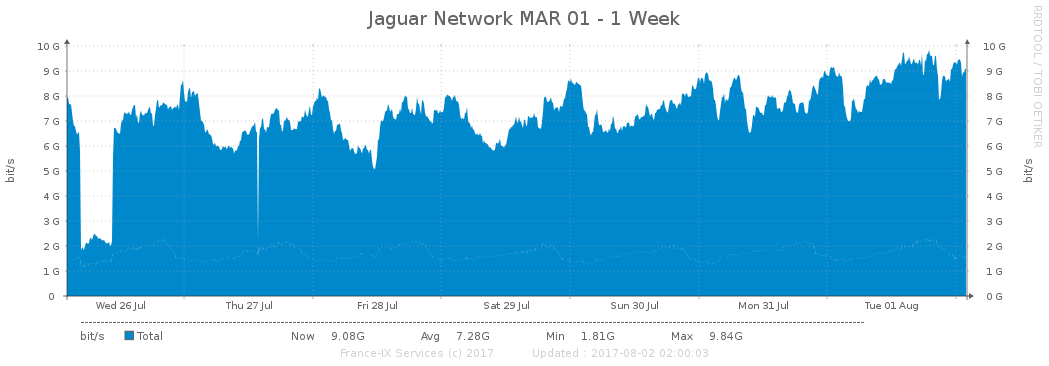 Jaguar Network MAR 01 - 1 Week
RRDTOOL / TOBI OETIKER
bit/s
10 G
9 G
8 G
7 G
6 G
5 G
4 G
3 G
2 G
1 G
0
10 G
9 G
8 G
7 G
6 G
5 G
4 G
3 G
2 G
1 G
0 G
bit/s
Wed 26 Jul Thu 27 Jul Fri 28 Jul Sat 29 Jul Sun 30 Jul Mon 31 Jul Tue 01 Aug
bit/s Total Now 9.08G Avg 7.28G Min 1.81G Max 9.84G
France-IX Services (c) 2017 Updated : 2017-08-02 02:00:03